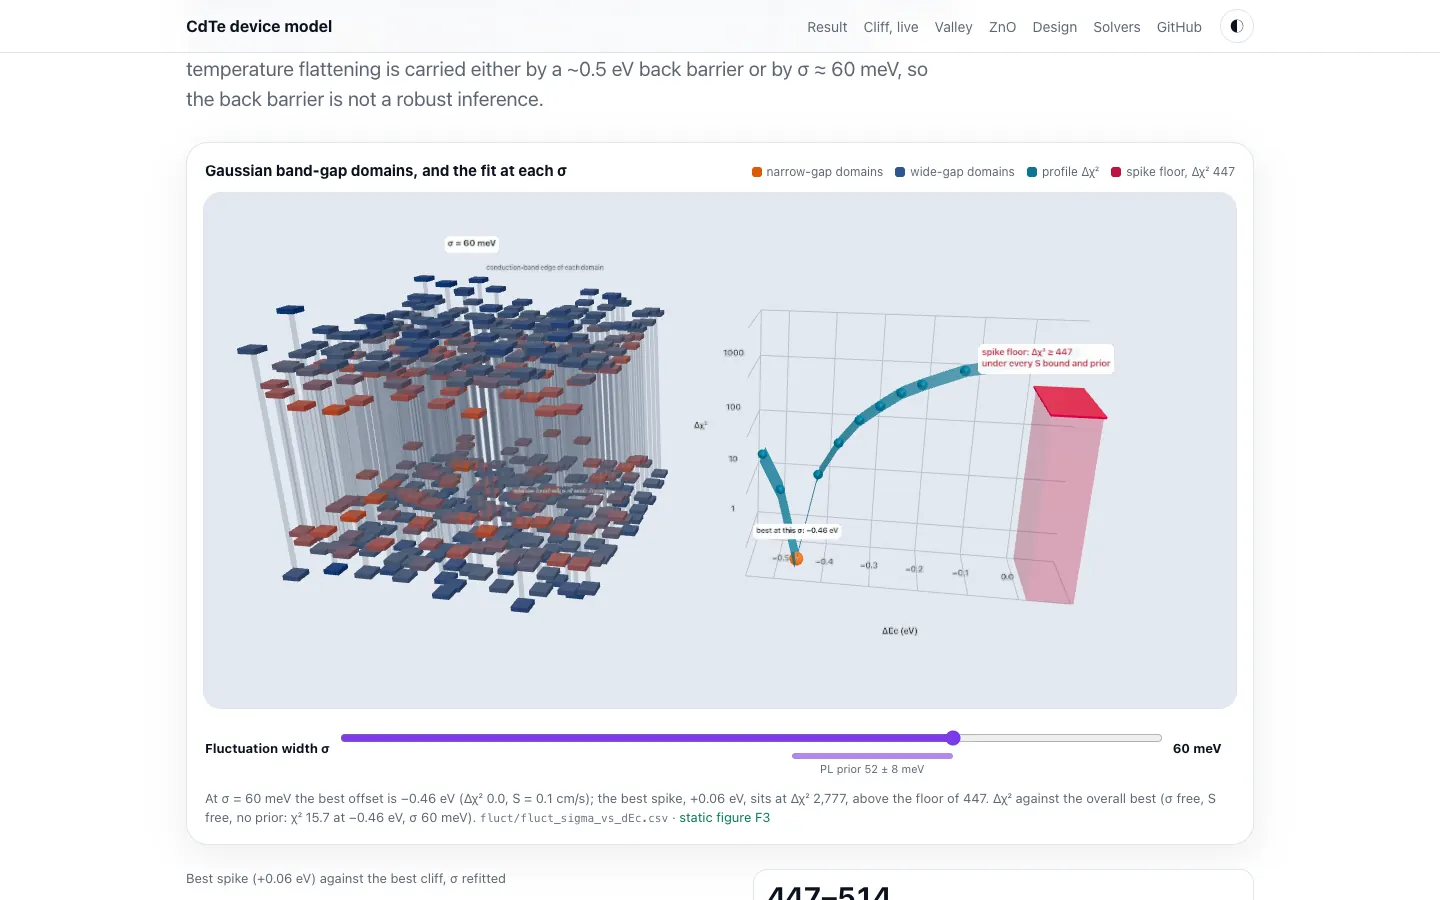 CdTe device model
Result Cliff, live Valley ZnO Design Solvers GitHub
temperature flattening is carried either by a ~0.5 eV back barrier or by σ ≈ 60 meV, so
the back barrier is not a robust inference.
Gaussian band-gap domains, and the fit at each σ
narrow-gap domains wide-gap domains profile Δχ² spike floor, Δχ² 447
σ = 60 meV
conduction-band edge of each domain
1000
100
10
1
Δχ²
spike floor: Δχ² ≥ 447
under every S bound and prior
best at this σ: −0.46 eV
−0.4 −0.3 −0.2 −0.1 0.0
ΔEc (eV)
Fluctuation width σ
60 meV
PL prior 52 ± 8 meV
At σ = 60 meV the best offset is −0.46 eV (Δχ² 0.0, S = 0.1 cm/s); the best spike, +0.06 eV, sits at Δχ² 2,777, above the floor of 447. Δχ² against the overall best (σ free, S
free, no prior: χ² 15.7 at −0.46 eV, σ 60 meV). fluct/fluct_sigma_vs_dEc.csv · static figure F3
Best spike (+0.06 eV) against the best cliff, σ refitted
447–514